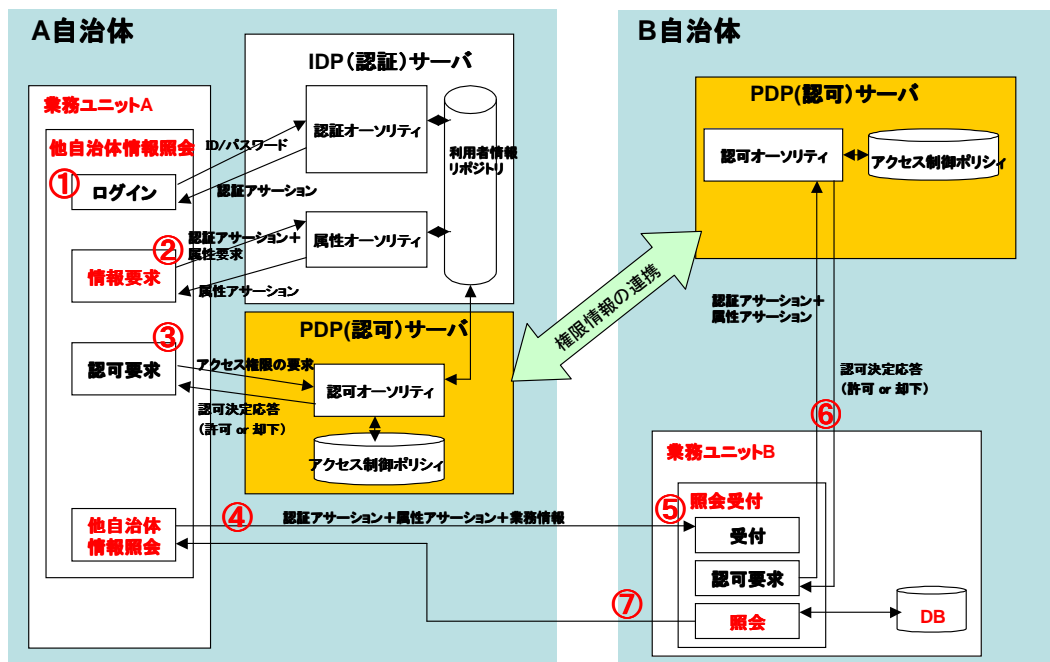 A自治体
IDP(認証)サーバ
業務ユニットA
他自治体情報照会
認証オーソリティ
ID/パスワード
利用者情報
リポジトリ
①
ログイン
認証アサーション
②
認証アサーション+
属性要求
属性オーソリティ
情報要求
属性アサーション
③
認可要求
PDP(認可)サーバ
アクセス権限の要求
認可オーソリティ
認可決定応答
(許可 or 却下)
アクセス制御ポリシィ
他自治体
情報照会
④
認証アサーション+属性アサーション+業務情報
権限情報の連携
B自治体
PDP(認可)サーバ
認可オーソリティ
アクセス制御ポリシィ
認証アサーション+
属性アサーション
認可決定応答
(許可 or 却下)
⑥
業務ユニットB
⑤
照会受付
受付
認可要求
⑦
照会
DB